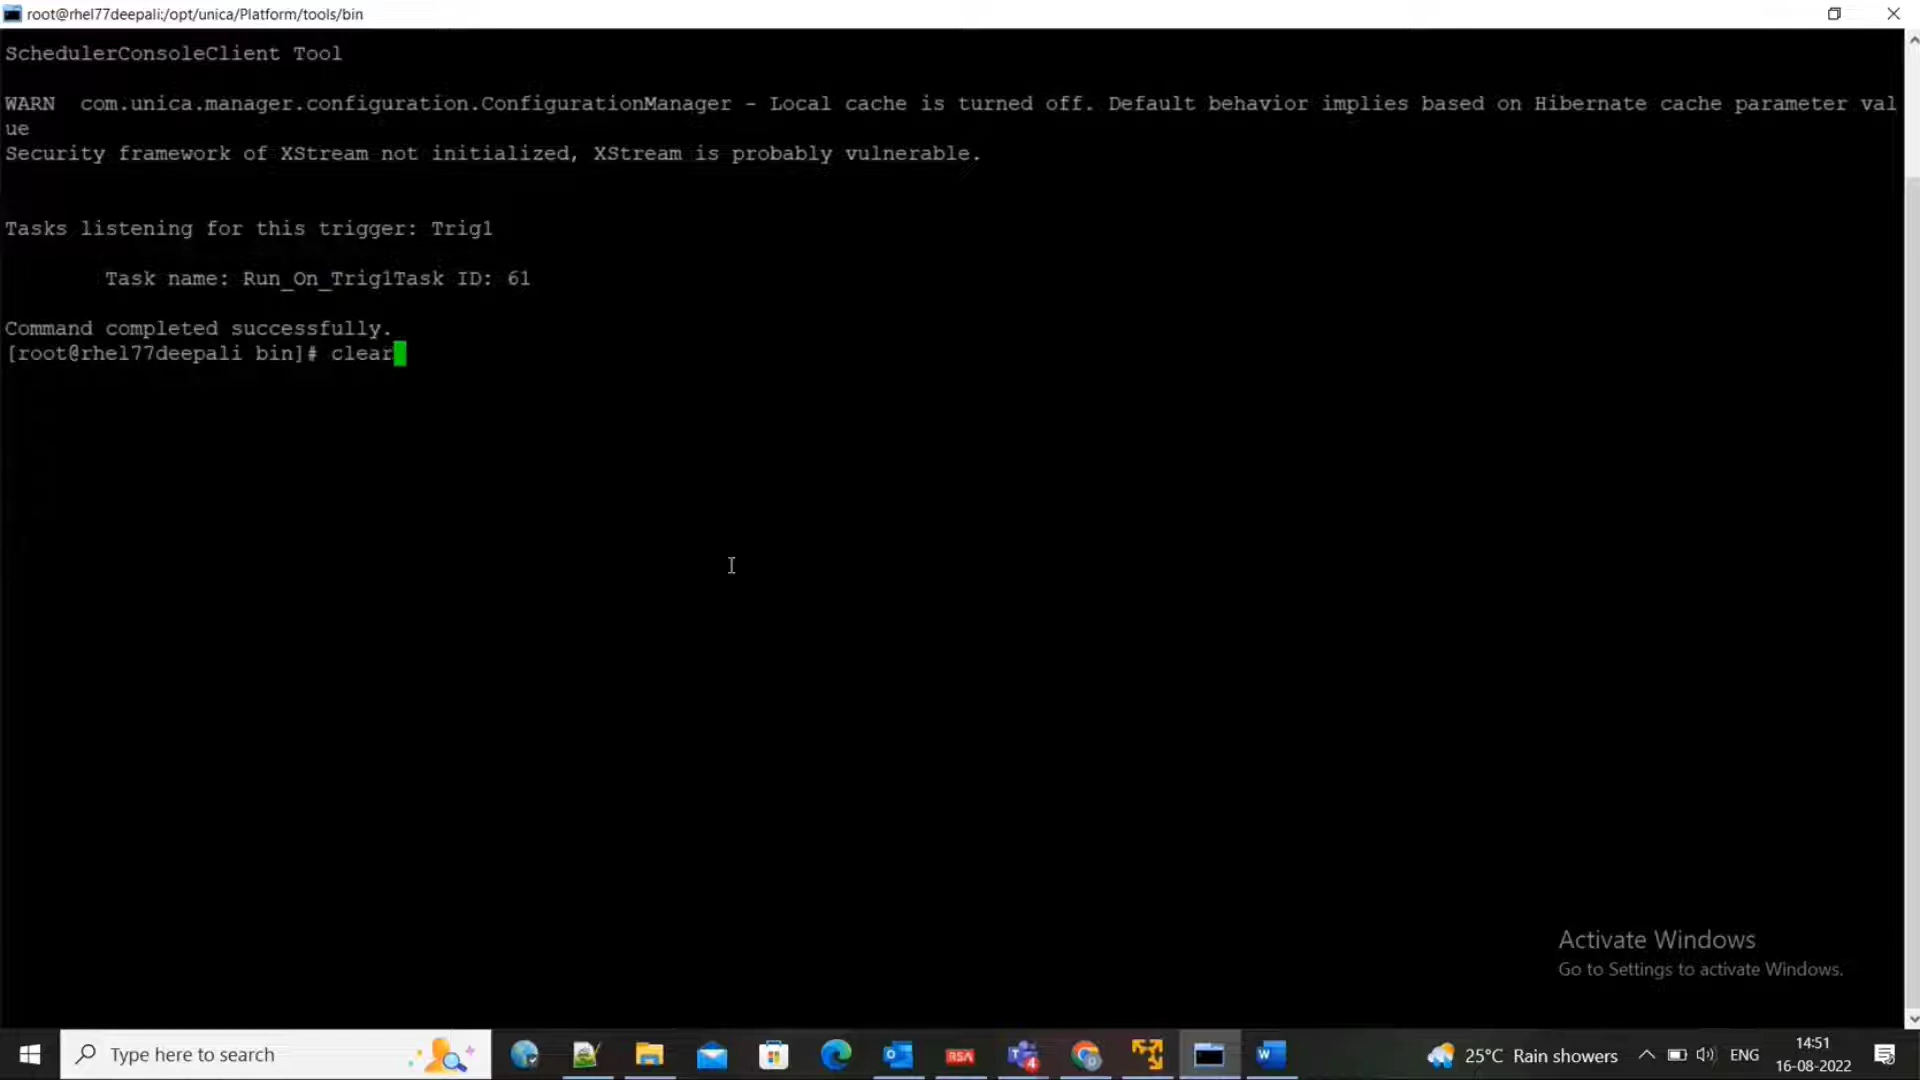 root@rhel77deepali:/opt/unica/Platform/tools/bin
SchedulerConsoleClient Tool
WARN  com.unica.manager.configuration.ConfigurationManager - Local cache is turned off. Default behavior implies based on Hibernate cache parameter val
ue
Security framework of XStream not initialized, XStream is probably vulnerable.
Tasks listening for this trigger: Trig1
Task name: Run_On_Trig1Task ID: 61
Command completed successfully.
[root@rhel77deepali bin]# clear
Activate Windows
Go to Settings to activate Windows.
Type here to search
RSA
4
25°C Rain showers
ENG
14:51
16-08-2022